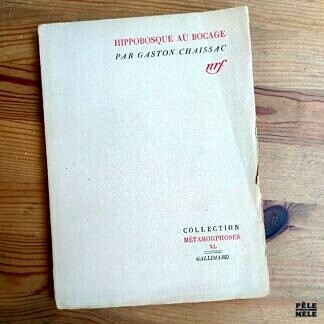 HIPPOBOSQUE AU BOCAGE
PAR GASTON CHAISSAC
nrf
COLLECTION
MÉTAMORPHOSES
XL
GALLIMARD
PÊLE
MÊLE